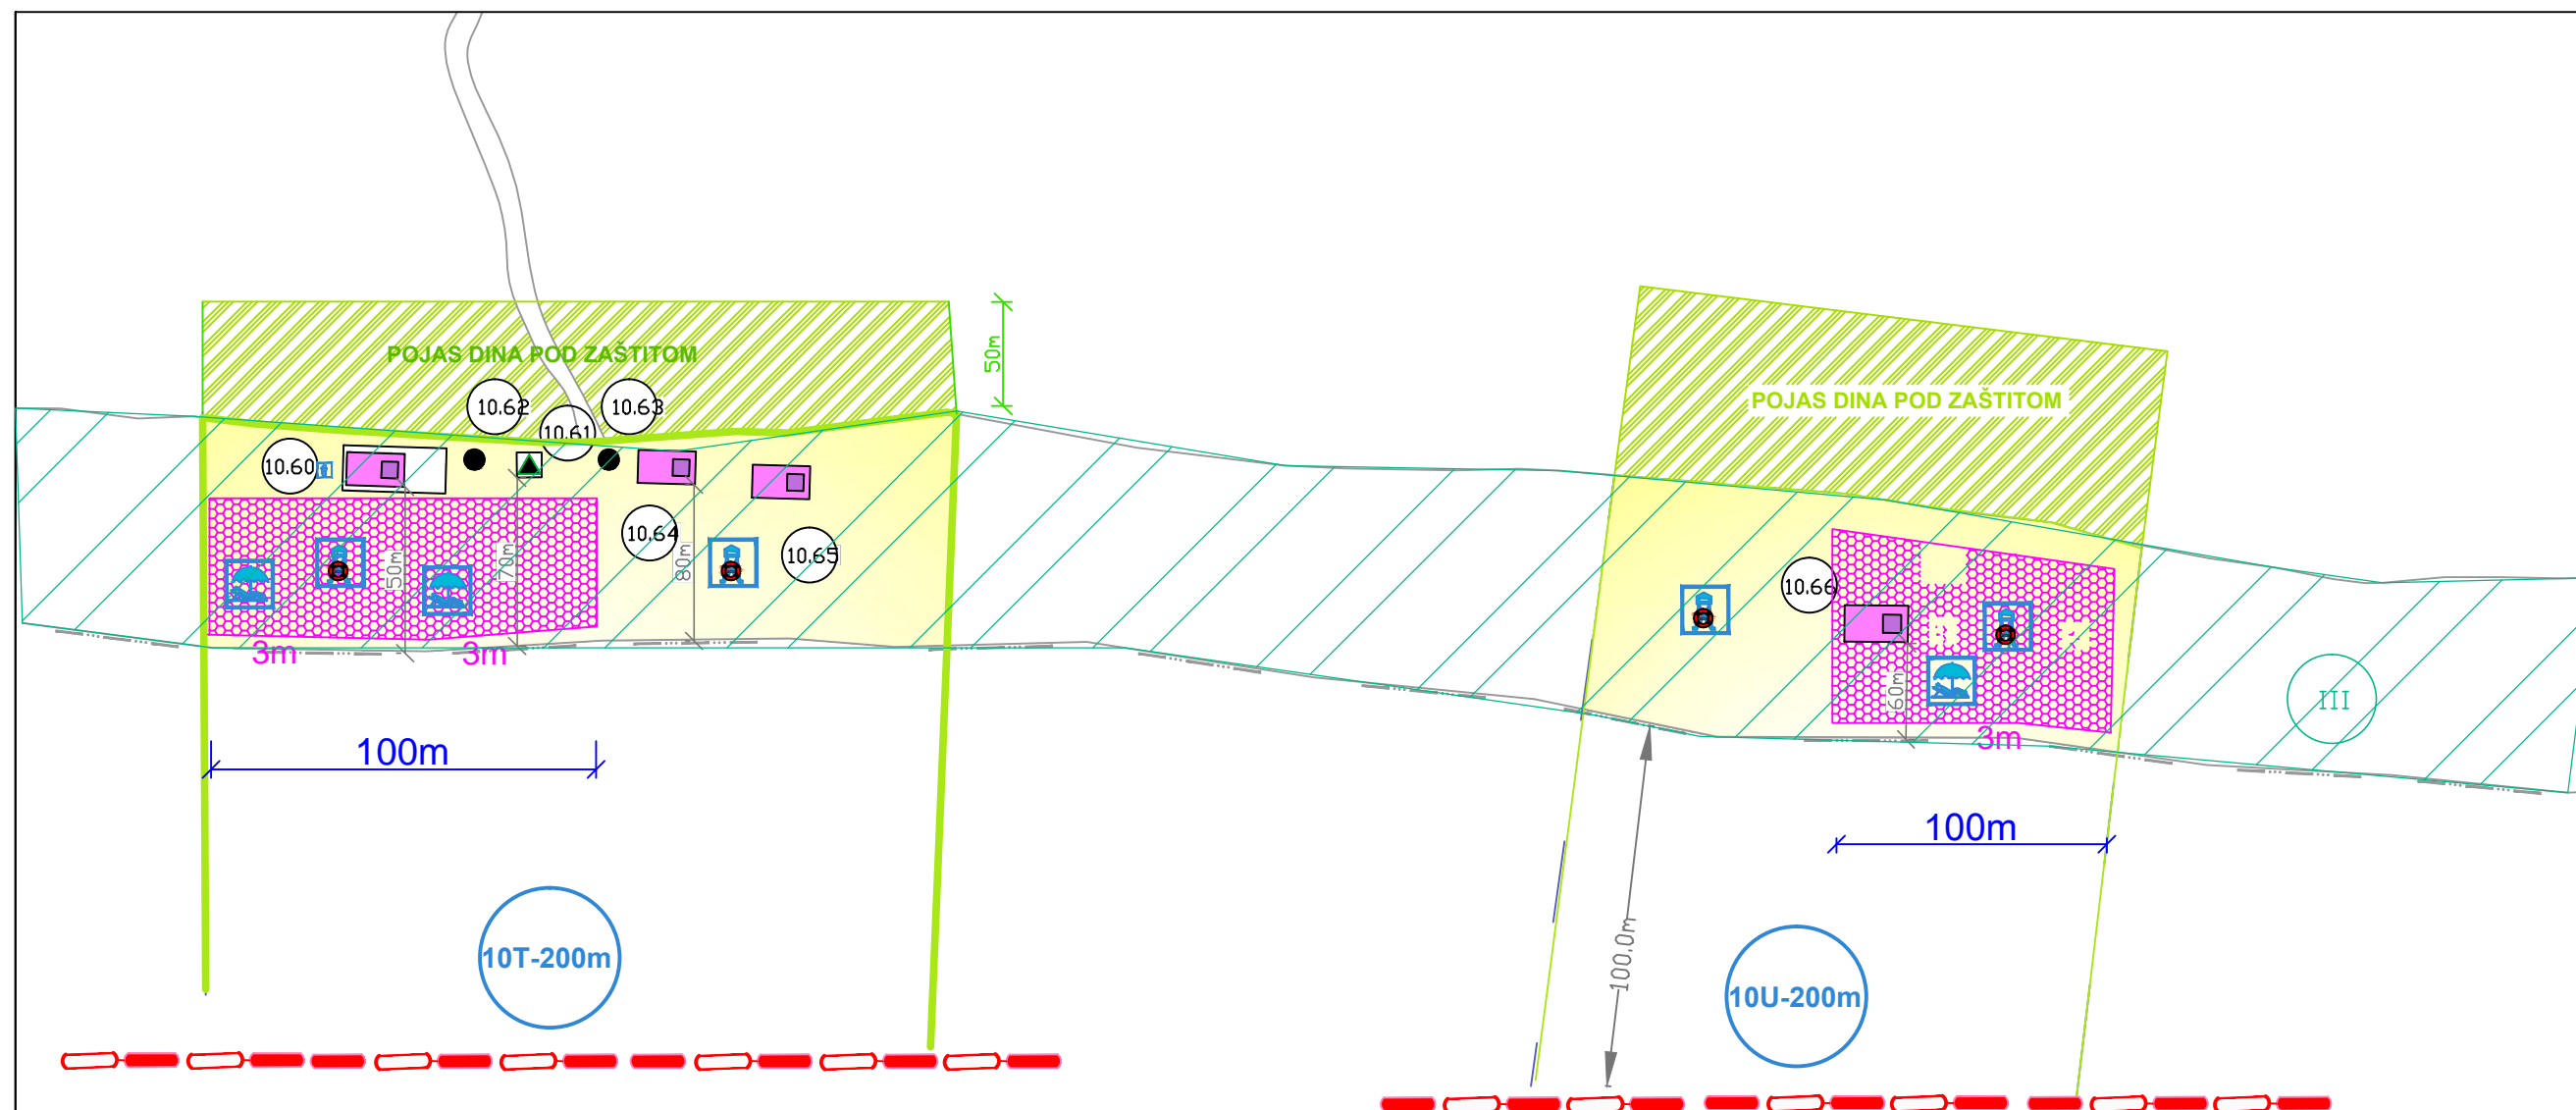 POJAS DINA POD ZAŠTITOM
50m
POJAS DINA POD ZAŠTITOM
10.62
10.63
10.61
10.60
10.64
10.65
10.66
50m
70m
80m
60m
3m
3m
3m
III
100m
100m
100.0m
10T-200m
10U-200m